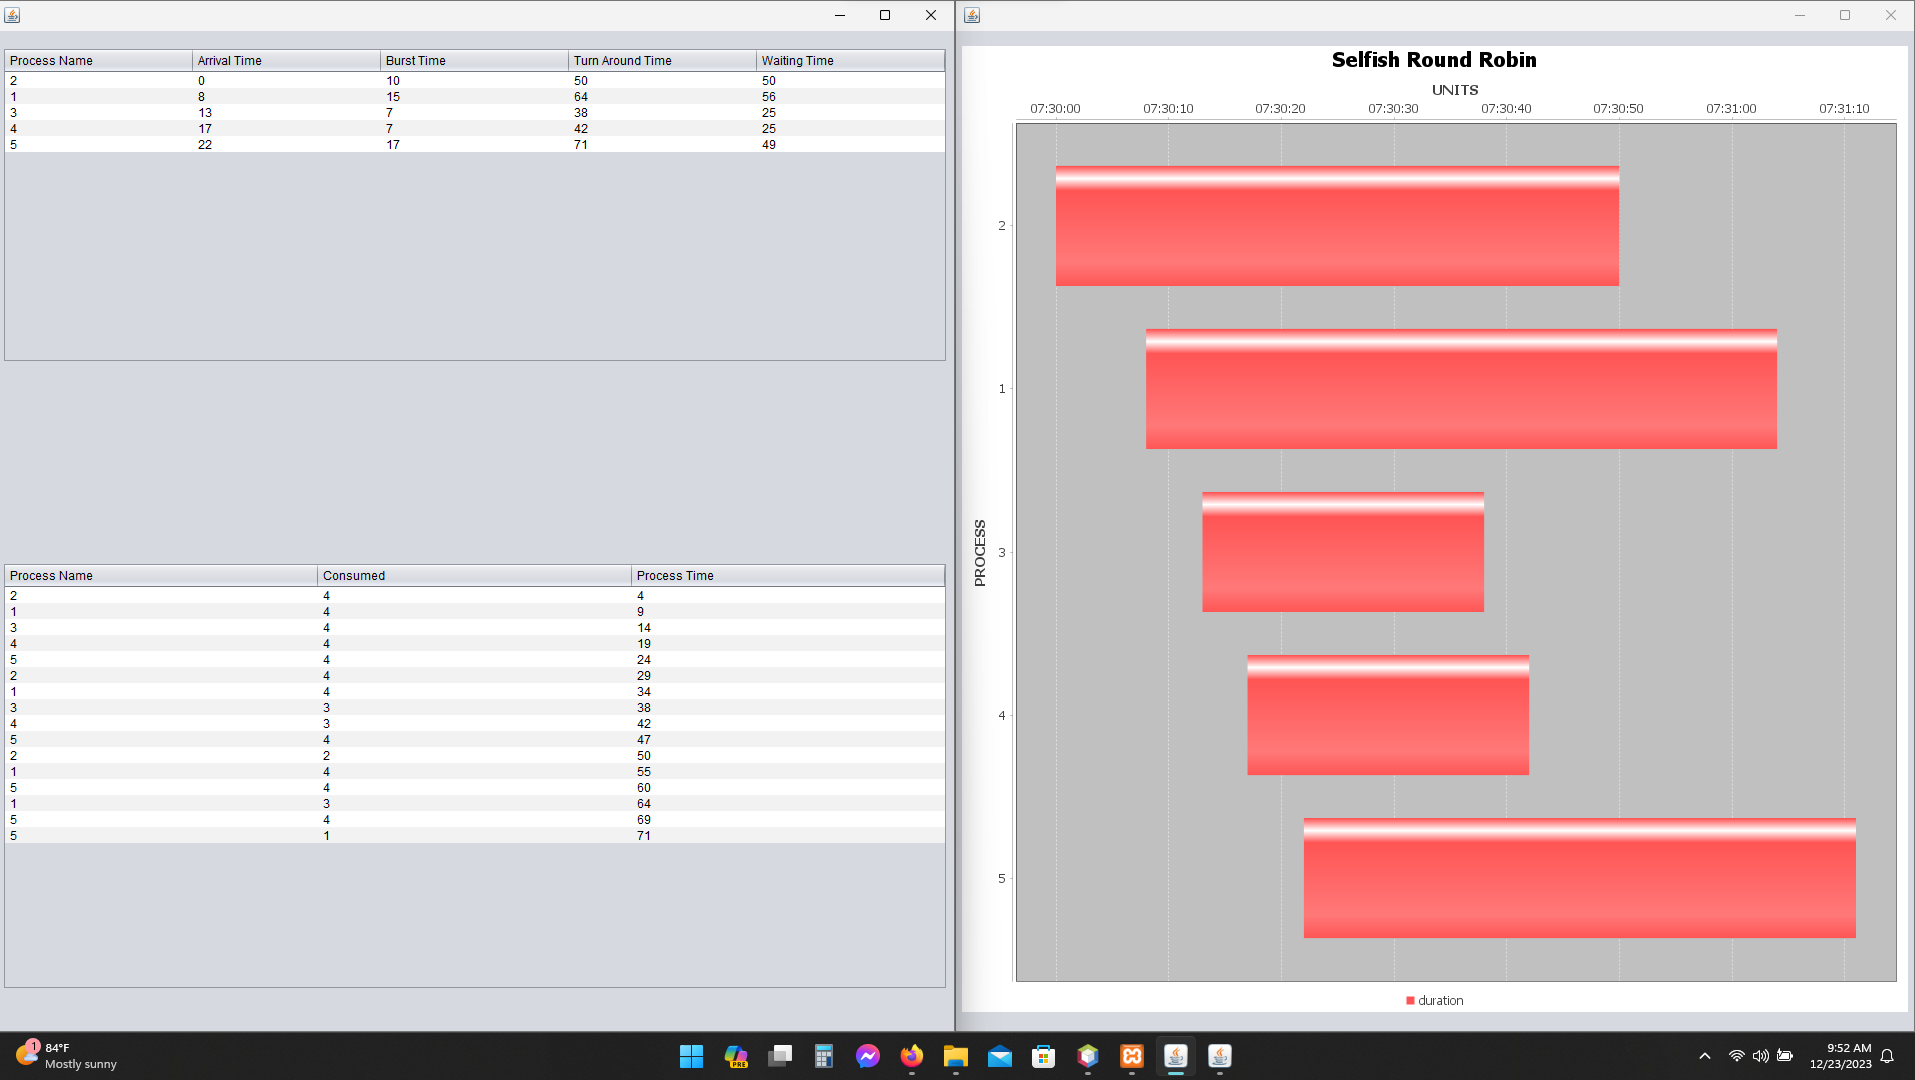 Process Name Arrival Time Burst Time Turn Around Time Waiting Time
2 0 10 50 50
1 8 15 64 56
3 13 7 38 25
4 17 7 42 25
5 22 17 71 49
Process Name Consumed Process Time
2 4 4
1 4 9
3 4 14
4 4 19
5 4 24
2 4 29
1 4 34
3 3 38
4 3 42
5 4 47
2 2 50
1 4 55
5 4 60
1 3 64
5 4 69
5 1 71
Selfish Round Robin
UNITS
07:30:00 07:30:10 07:30:20 07:30:30 07:30:40 07:30:50 07:31:00 07:31:10
PROCESS
2
1
3
4
5
duration
1
84°F
Mostly sunny
PRE
9:52 AM
12/23/2023